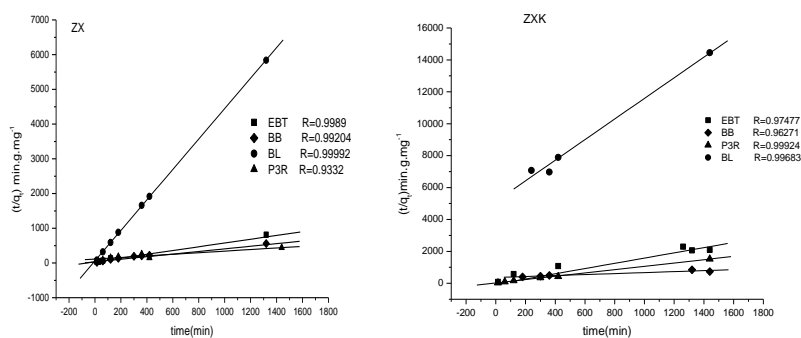 ZX
7000
6000
5000
4000
3000
2000
1000
0
-1000
(t/qt) min.g.mg-1
-200 0 200 400 600 800 1000 1200 1400 1600 1800
time(min)
EBT R=0.9989
BB R=0.99204
BL R=0.99992
P3R R=0.9332
ZXK
16000
14000
12000
10000
8000
6000
4000
2000
0
(t/qt)min.g.mg-1
-200 0 200 400 600 800 1000 1200 1400 1600 1800
time(min)
EBT R=0.97477
BB R=0.96271
P3R R=0.99924
BL R=0.99683